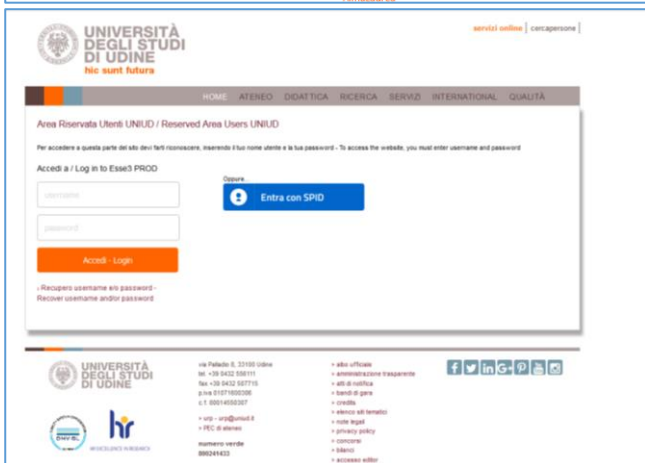 UNIVERSITÀ
DEGLI STUDI
DI UDINE
hic sunt futura
servizi online | cercapersone |
HOME ATENEO DIDATTICA RICERCA SERVIZI INTERNATIONAL QUALITÀ
Area Riservata Utenti UNIUD / Reserved Area Users UNIUD
Per accedere a questa parte del sito devi farti riconoscere, inserendo il tuo nome utente e la tua password - To access the website, you must enter username and password
Accedi a / Log in to Esse3 PROD
Oppure...
username
Entra con SPID
password
Accedi - Login
› Recupero username e/o password -
Recover username and/or password
UNIVERSITÀ
DEGLI STUDI
DI UDINE
hr
via Palladio 8, 33100 Udine
tel. +39 0432 556111
fax +39 0432 507715
p.iva 01071600306
c.f. 80014550307
» urp - urp@uniud.it
» PEC di ateneo
numero verde
800241433
» albo ufficiale
» amministrazione trasparente
» atti di notifica
» bandi di gara
» credits
» elenco siti tematici
» note legali
» privacy policy
» concorsi
» bilanci
» accesso editor